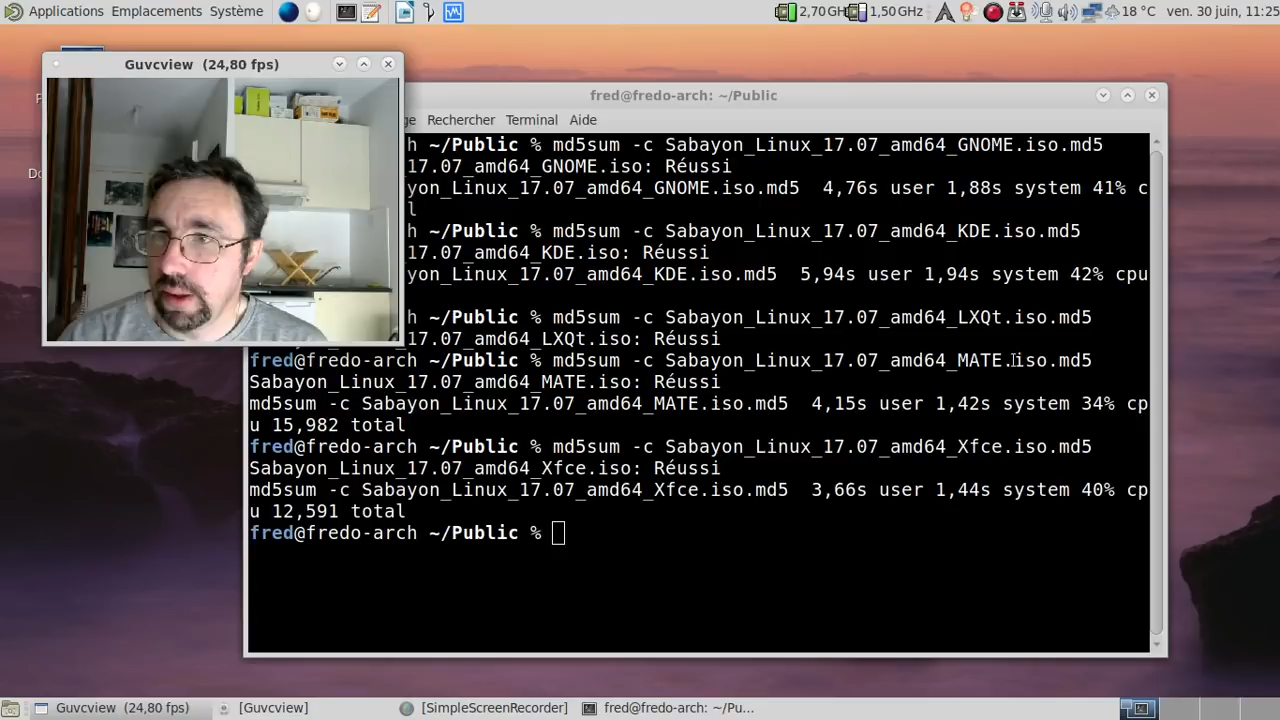 Applications Emplacements Système 2,70 GH 1,50 GHz 18 °C ven. 30 juin, 11:25
Guvcview (24,80 fps)
fred@fredo-arch: ~/Public
Rechercher Terminal Aide
h ~/Public % md5sum -c Sabayon_Linux_17.07_amd64_GNOME.iso.md5
17.07_amd64_GNOME.iso: Réussi
yon_Linux_17.07_amd64_GNOME.iso.md5 4,76s user 1,88s system 41% c
l
h ~/Public % md5sum -c Sabayon_Linux_17.07_amd64_KDE.iso.md5
17.07_amd64_KDE.iso: Réussi
yon_Linux_17.07_amd64_KDE.iso.md5 5,94s user 1,94s system 42% cpu
h ~/Public % md5sum -c Sabayon_Linux_17.07_amd64_LXQt.iso.md5
17.07_amd64_LXQt.iso: Réussi
fred@fredo-arch ~/Public % md5sum -c Sabayon_Linux_17.07_amd64_MATE.iso.md5
Sabayon_Linux_17.07_amd64_MATE.iso: Réussi
md5sum -c Sabayon_Linux_17.07_amd64_MATE.iso.md5 4,15s user 1,42s system 34% cp
u 15,982 total
fred@fredo-arch ~/Public % md5sum -c Sabayon_Linux_17.07_amd64_Xfce.iso.md5
Sabayon_Linux_17.07_amd64_Xfce.iso: Réussi
md5sum -c Sabayon_Linux_17.07_amd64_Xfce.iso.md5 3,66s user 1,44s system 40% cp
u 12,591 total
fred@fredo-arch ~/Public %
Guvcview (24,80 fps) [Guvcview] [SimpleScreenRecorder] fred@fredo-arch: ~/Pu...